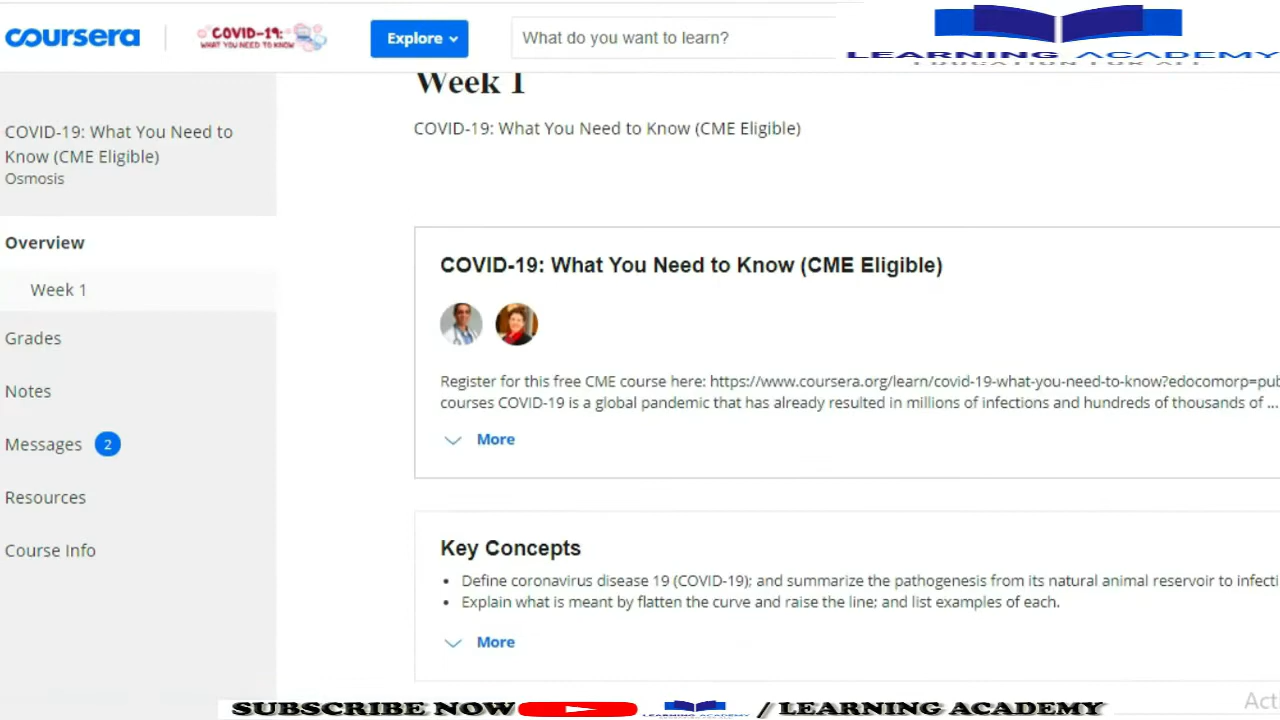 coursera
COVID-19:
WHAT YOU NEED TO KNOW
Explore
What do you want to learn?
LEARNING ACADEMY
EDUCATION FOR ALL
COVID-19: What You Need to
Know (CME Eligible)
Osmosis
Overview
Week 1
Grades
Notes
Messages 2
Resources
Course Info
Week 1
COVID-19: What You Need to Know (CME Eligible)
COVID-19: What You Need to Know (CME Eligible)
Register for this free CME course here: https://www.coursera.org/learn/covid-19-what-you-need-to-know?edocomorp=pub
courses COVID-19 is a global pandemic that has already resulted in millions of infections and hundreds of thousands of ...
More
Key Concepts
• Define coronavirus disease 19 (COVID-19); and summarize the pathogenesis from its natural animal reservoir to infecti
• Explain what is meant by flatten the curve and raise the line; and list examples of each.
More
Acti
SUBSCRIBE NOW / LEARNING ACADEMY